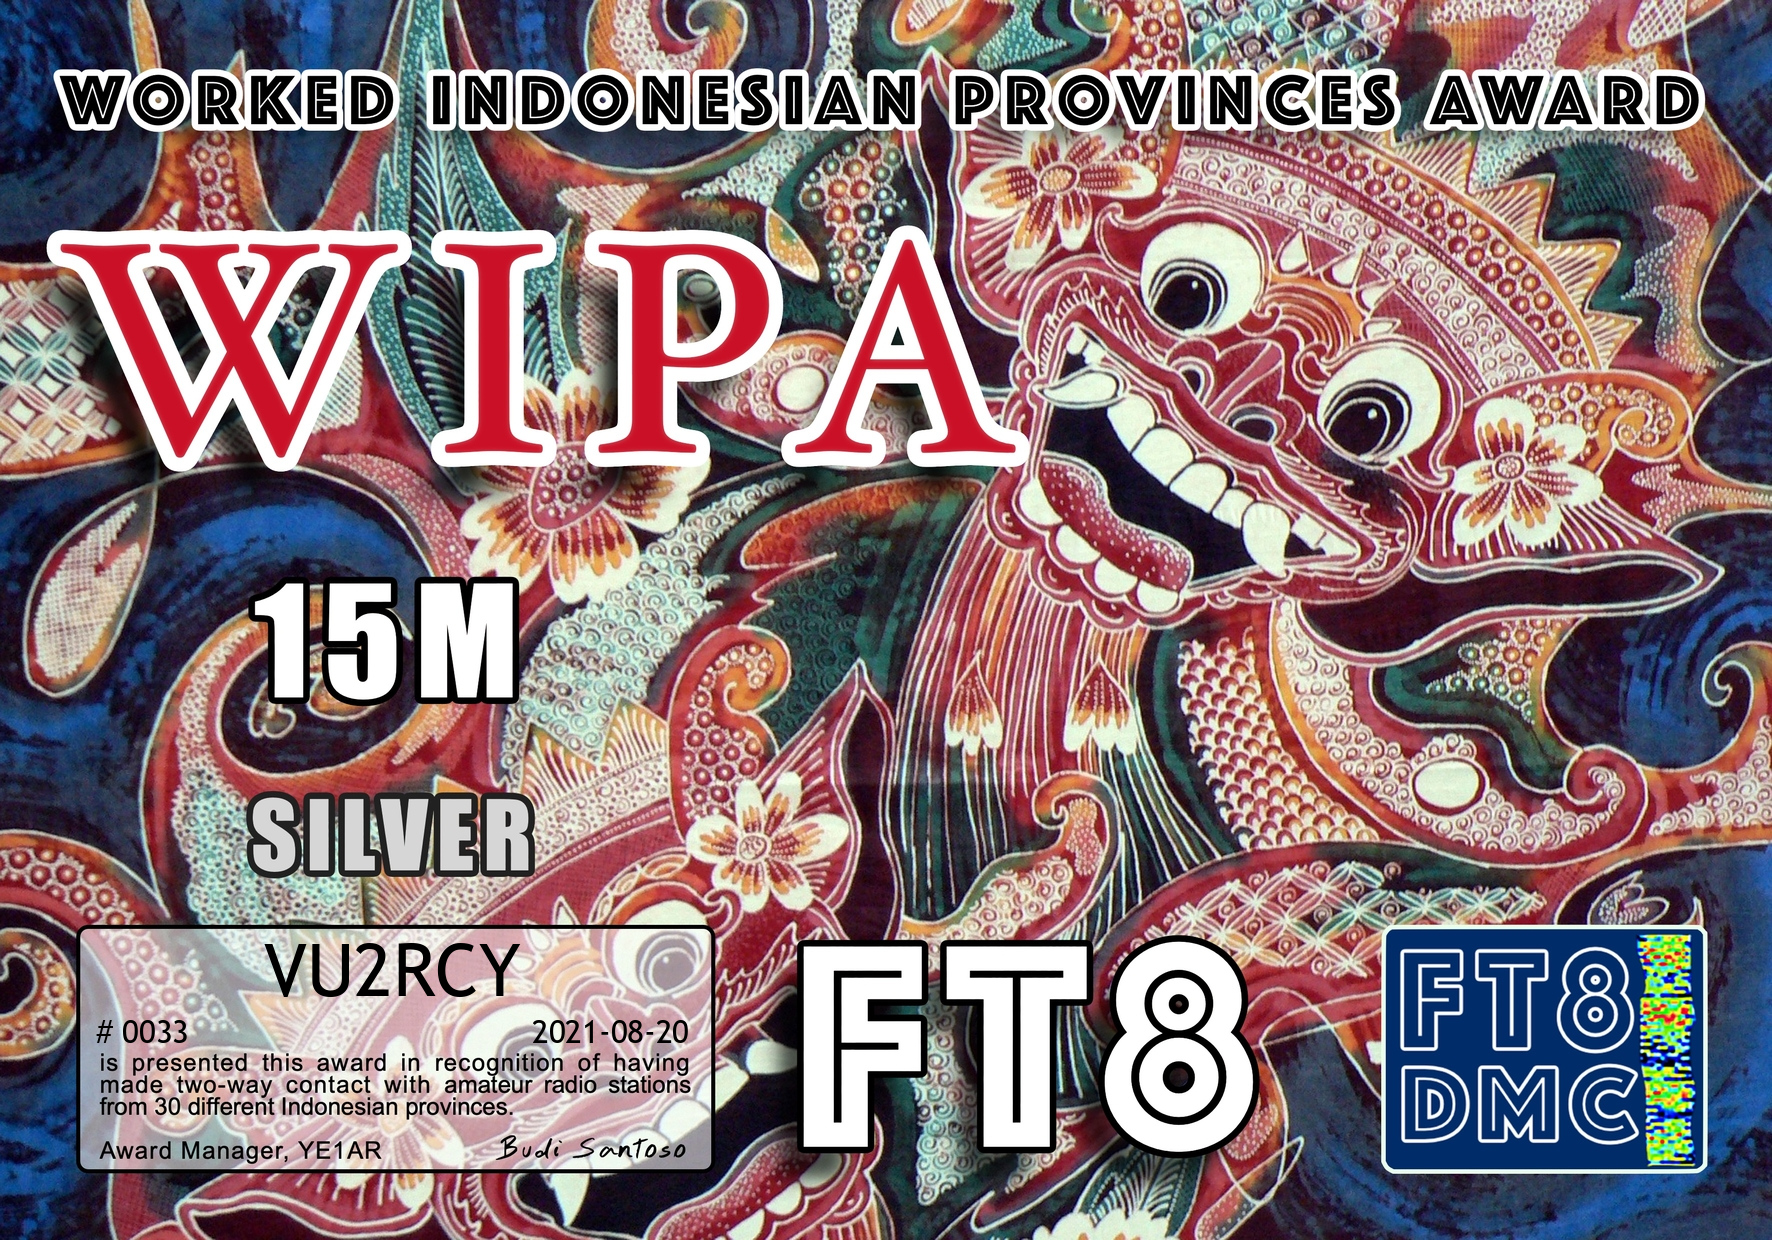 WORKED INDONESIAN PROVINCES AWARD
WIPA
15M
SILVER
VU2RCY
# 0033 2021-08-20
is presented this award in recognition of having
made two-way contact with amateur radio stations
from 30 different Indonesian provinces.
Award Manager, YE1AR Budi Santoso
FT8
FT8
DMC